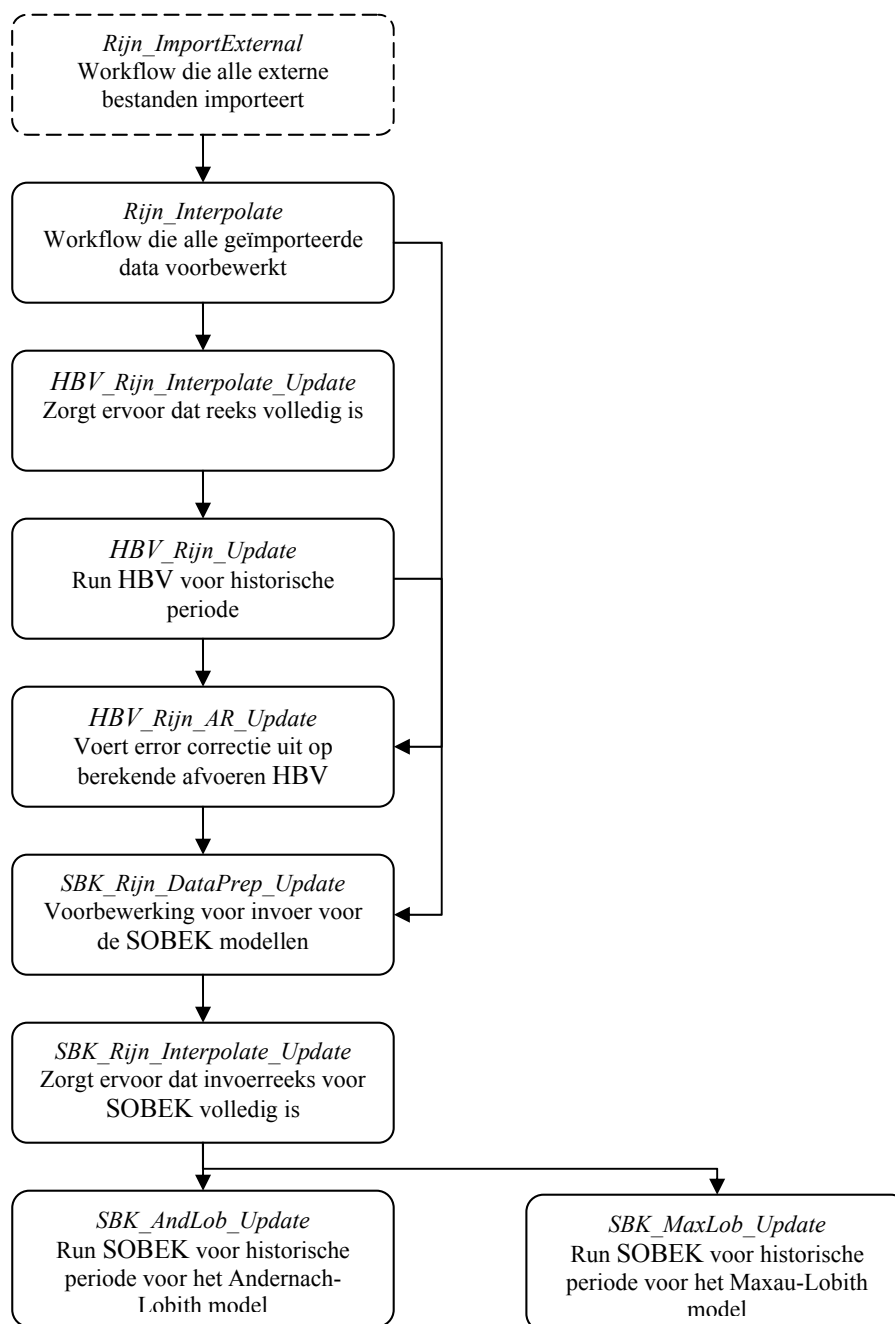 Rijn_ImportExternal
Workflow die alle externe
bestanden importeert
Rijn_Interpolate
Workflow die alle geïmporteerde
data voorbewerkt
HBV_Rijn_Interpolate_Update
Zorgt ervoor dat reeks volledig is
HBV_Rijn_Update
Run HBV voor historische
periode
HBV_Rijn_AR_Update
Voert error correctie uit op
berekende afvoeren HBV
SBK_Rijn_DataPrep_Update
Voorbewerking voor invoer voor
de SOBEK modellen
SBK_Rijn_Interpolate_Update
Zorgt ervoor dat invoerreeks voor
SOBEK volledig is
SBK_AndLob_Update
Run SOBEK voor historische
periode voor het Andernach-
Lobith model
SBK_MaxLob_Update
Run SOBEK voor historische
periode voor het Maxau-Lobith
model